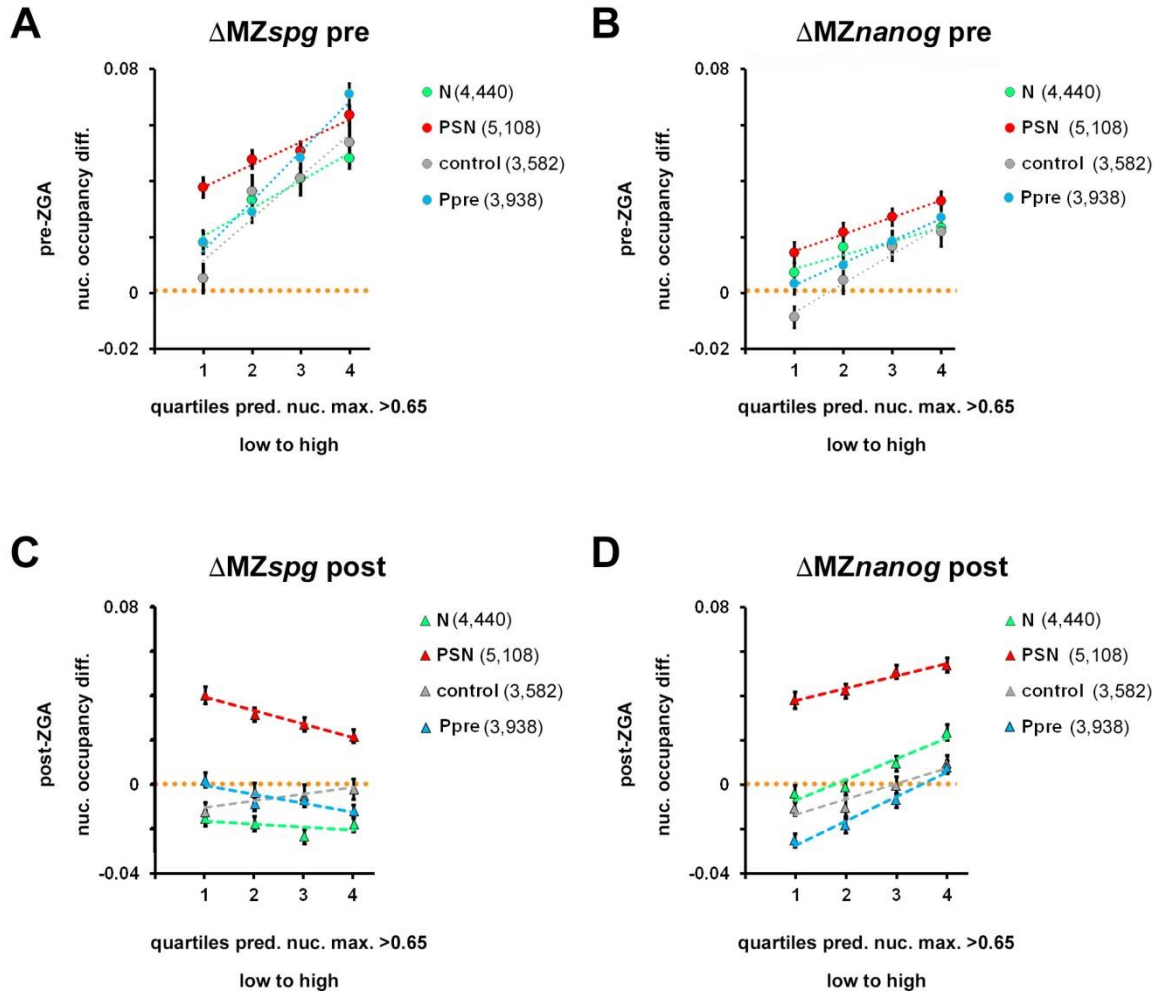 A
ΔMZspg pre
pre-ZGA
nuc. occupancy diff.
0.08
0
-0.02
1 2 3 4
quartiles pred. nuc. max. >0.65
low to high
N (4,440)
PSN (5,108)
control (3,582)
Ppre (3,938)
B
ΔMZnanog pre
pre-ZGA
nuc. occupancy diff.
0.08
0
-0.02
1 2 3 4
quartiles pred. nuc. max. >0.65
low to high
N (4,440)
PSN (5,108)
control (3,582)
Ppre (3,938)
C
ΔMZspg post
post-ZGA
nuc. occupancy diff.
0.08
0
-0.04
1 2 3 4
quartiles pred. nuc. max. >0.65
low to high
N (4,440)
PSN (5,108)
control (3,582)
Ppre (3,938)
D
ΔMZnanog post
post-ZGA
nuc. occupancy diff.
0.08
0
-0.04
1 2 3 4
quartiles pred. nuc. max. >0.65
low to high
N (4,440)
PSN (5,108)
control (3,582)
Ppre (3,938)